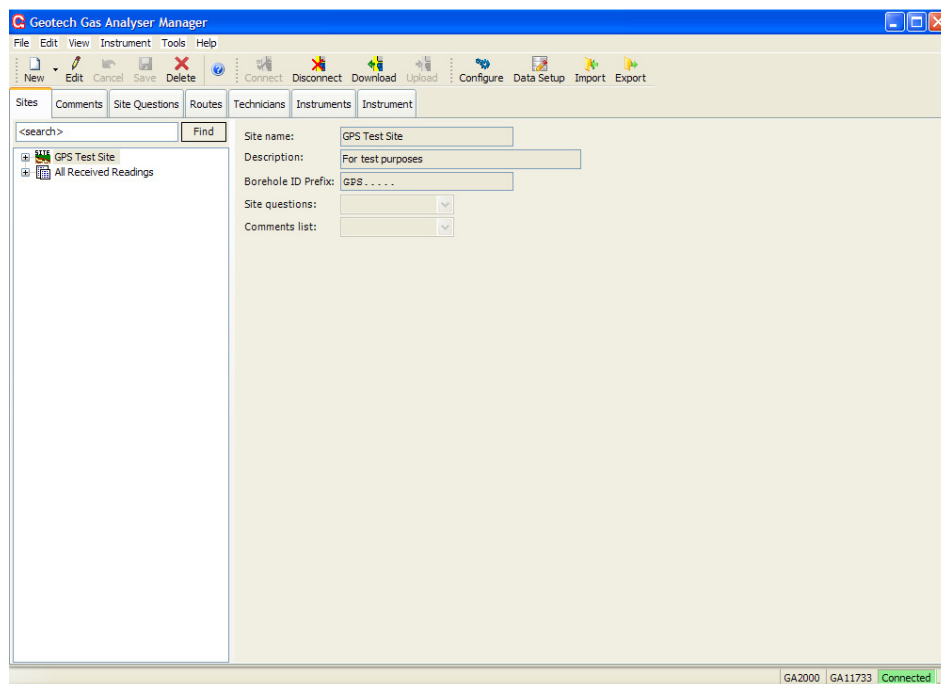 Geotech Gas Analyser Manager
File Edit View Instrument Tools Help
New Edit Cancel Save Delete Connect Disconnect Download Upload Configure Data Setup Import Export
Sites Comments Site Questions Routes Technicians Instruments Instrument
<search> Find
SITE GPS Test Site
All Received Readings
Site name: GPS Test Site
Description: For test purposes
Borehole ID Prefix: GPS.....
Site questions:
Comments list:
GA2000 GA11733 Connected